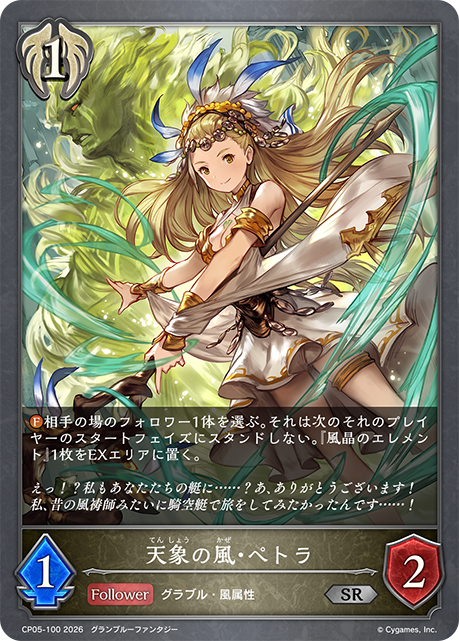 1
F 相手の場のフォロワー1体を選ぶ。それは次のそれのプレイ
ヤーのスタートフェイズにスタンドしない。『風晶のエレメン
ト』1枚をEXエリアに置く。
えっ!?私もあなたたちの艇に……?あ、ありがとうございます!
私、昔の風祷師みたいに騎空艇で旅をしてみたかったんです……!
てんしょう かぜ
天象の風・ペトラ
1
2
Follower グラブル・風属性 SR
CP05-100 2026 グランブルーファンタジー © Cygames, Inc.